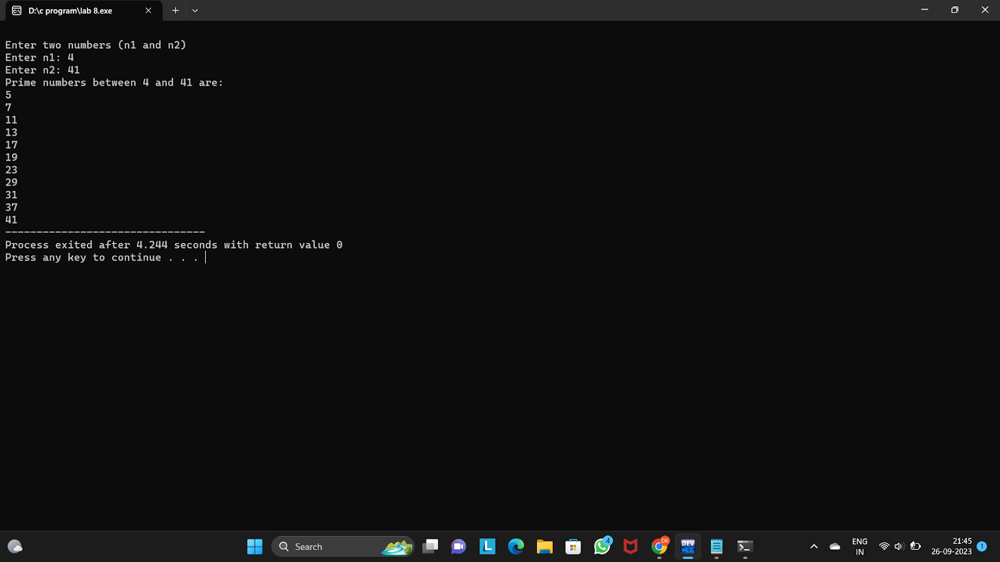 D:\c program\lab 8.exe
Enter two numbers (n1 and n2)
Enter n1: 4
Enter n2: 41
Prime numbers between 4 and 41 are:
5
7
11
13
17
19
23
29
31
37
41
--------------------------------
Process exited after 4.244 seconds with return value 0
Press any key to continue . . .
Search
L
4
DK
DEV
ENG
IN
21:45
26-09-2023
1